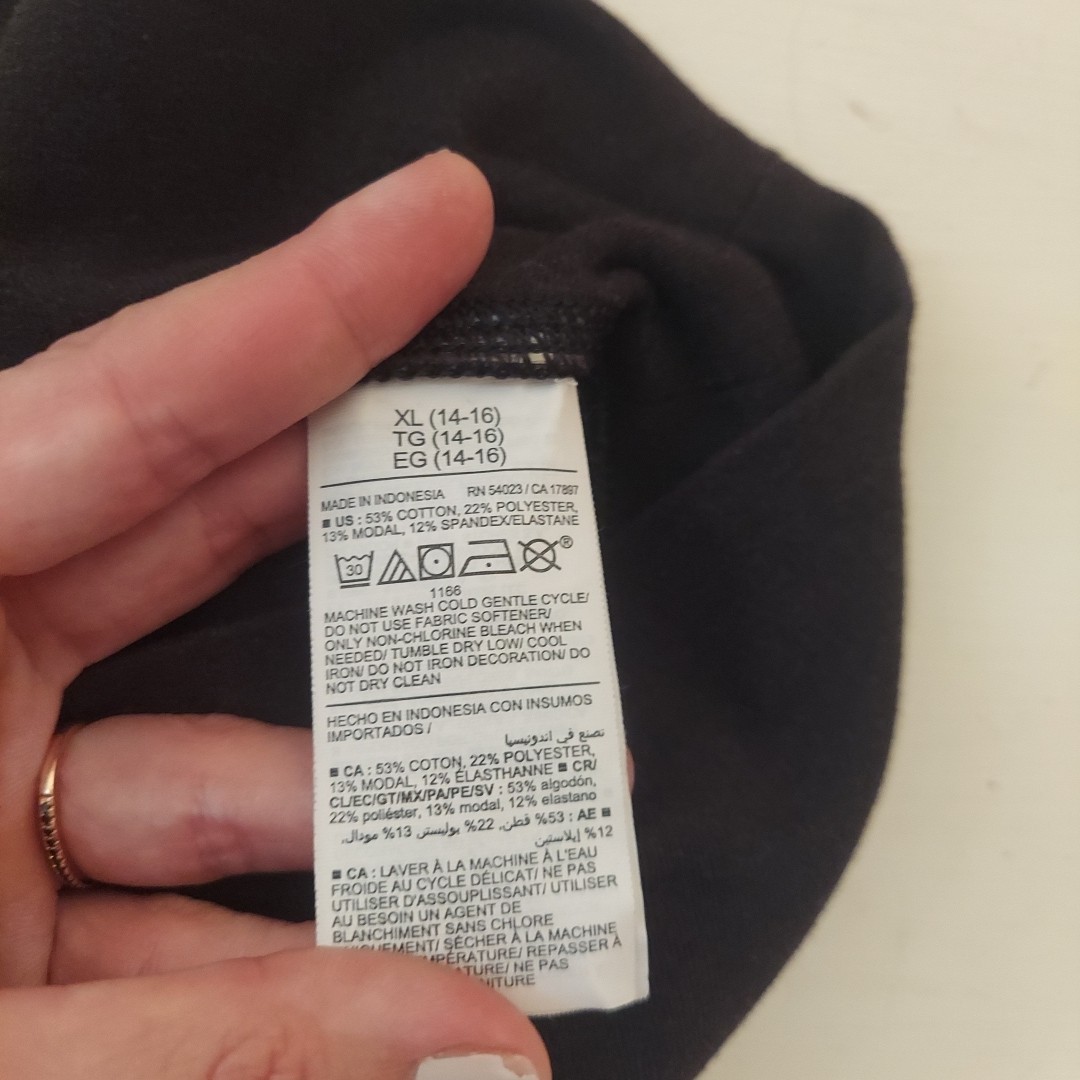 XL (14-16)
TG (14-16)
EG (14-16)
MADE IN INDONESIA RN 54023 / CA 17897
■ US : 53% COTTON, 22% POLYESTER,
13% MODAL, 12% SPANDEX/ELASTANE
30 ®
1166
MACHINE WASH COLD GENTLE CYCLE/
DO NOT USE FABRIC SOFTENER/
ONLY NON-CHLORINE BLEACH WHEN
NEEDED/ TUMBLE DRY LOW/ COOL
IRON/ DO NOT IRON DECORATION/ DO
NOT DRY CLEAN
HECHO EN INDONESIA CON INSUMOS
IMPORTADOS /
نصنع في اندونيسيا
■ CA : 53% COTON, 22% POLYESTER,
13% MODAL, 12% ÉLASTHANNE ■ CR/
CL/EC/GT/MX/PA/PE/SV : 53% algodón,
22% poliéster, 13% modal, 12% elastano
■ AE : 53% قطن, 22% بوليستر, 13% مودال,
12% إيلاستين
■ CA : LAVER À LA MACHINE À L'EAU
FROIDE AU CYCLE DÉLICAT/ NE PAS
UTILISER D'ASSOUPLISSANT/ UTILISER
AU BESOIN UN AGENT DE
BLANCHIMENT SANS CHLORE
SÉCHER À LA MACHINE
REPASSER À
NE PAS